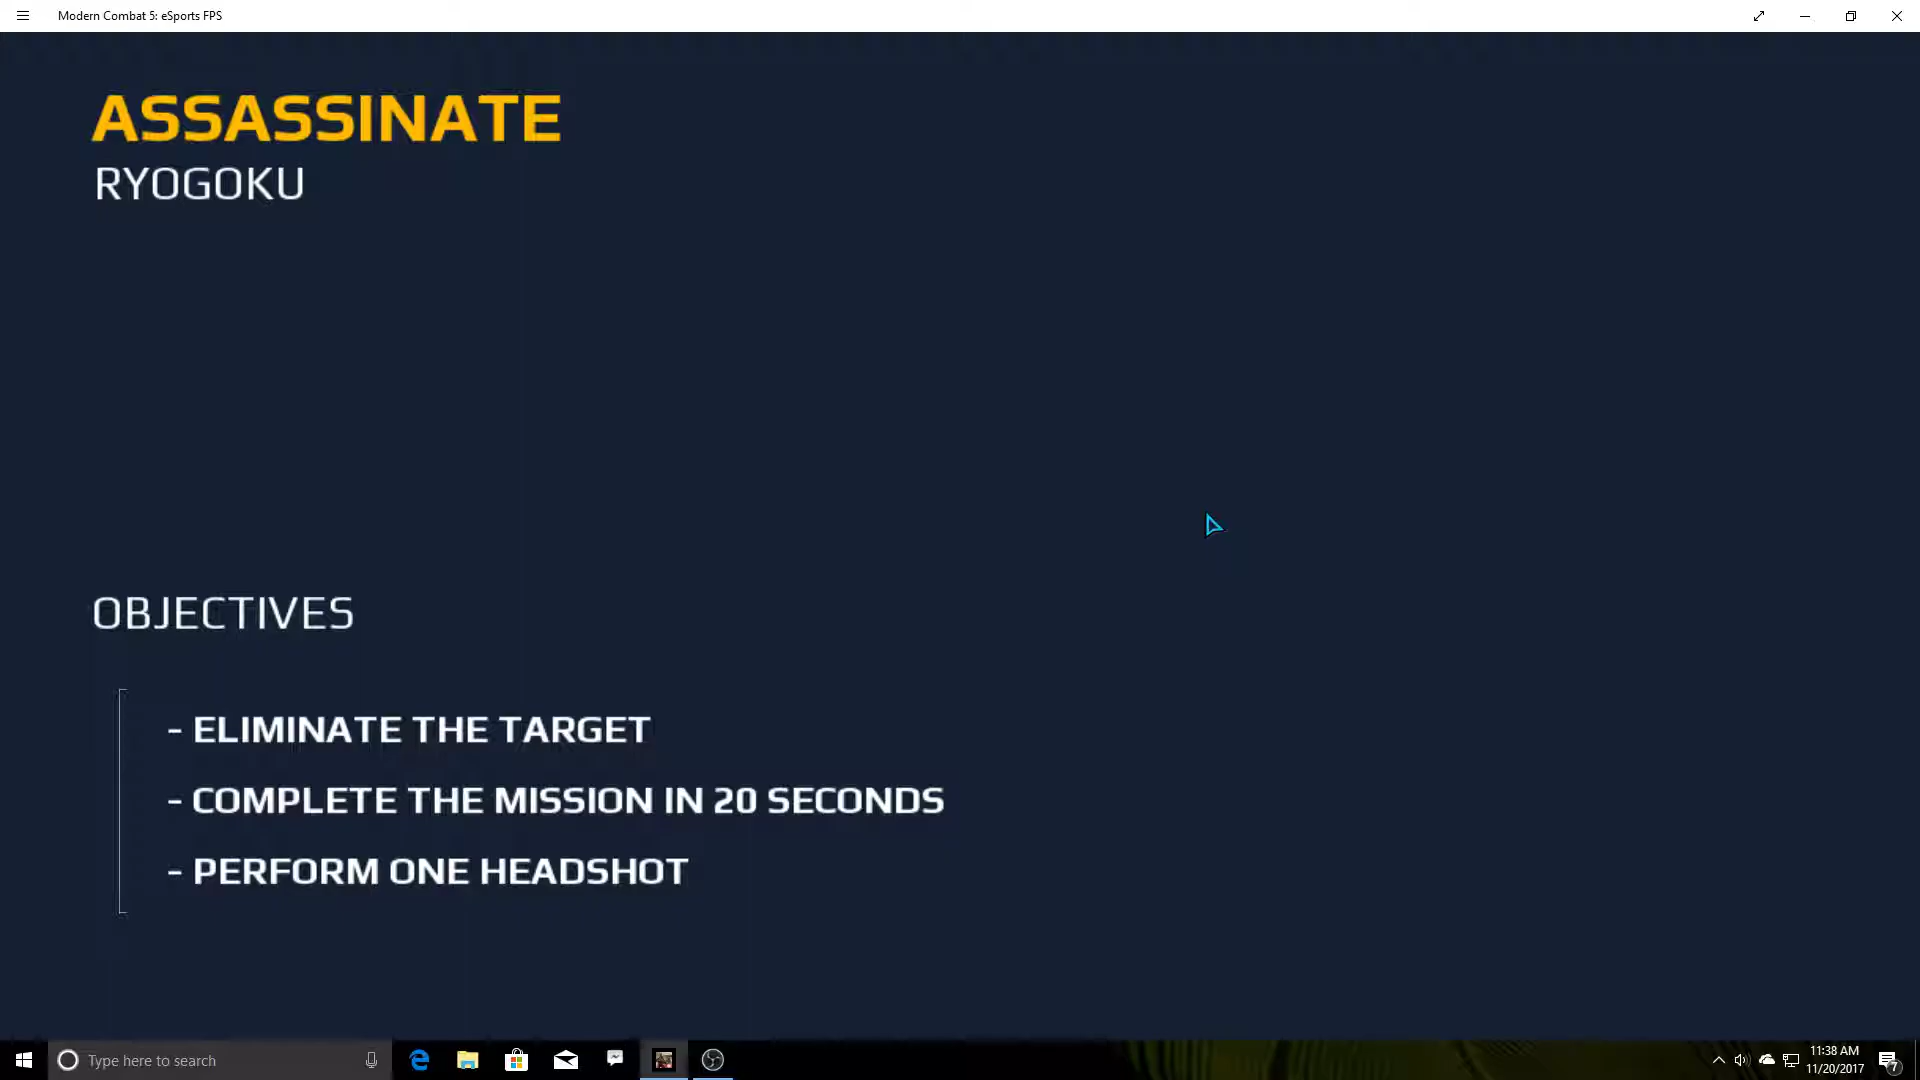 Modern Combat 5: eSports FPS
ASSASSINATE
RYOGOKU
OBJECTIVES
- ELIMINATE THE TARGET
- COMPLETE THE MISSION IN 20 SECONDS
- PERFORM ONE HEADSHOT
Type here to search
11:38 AM
11/20/2017
7